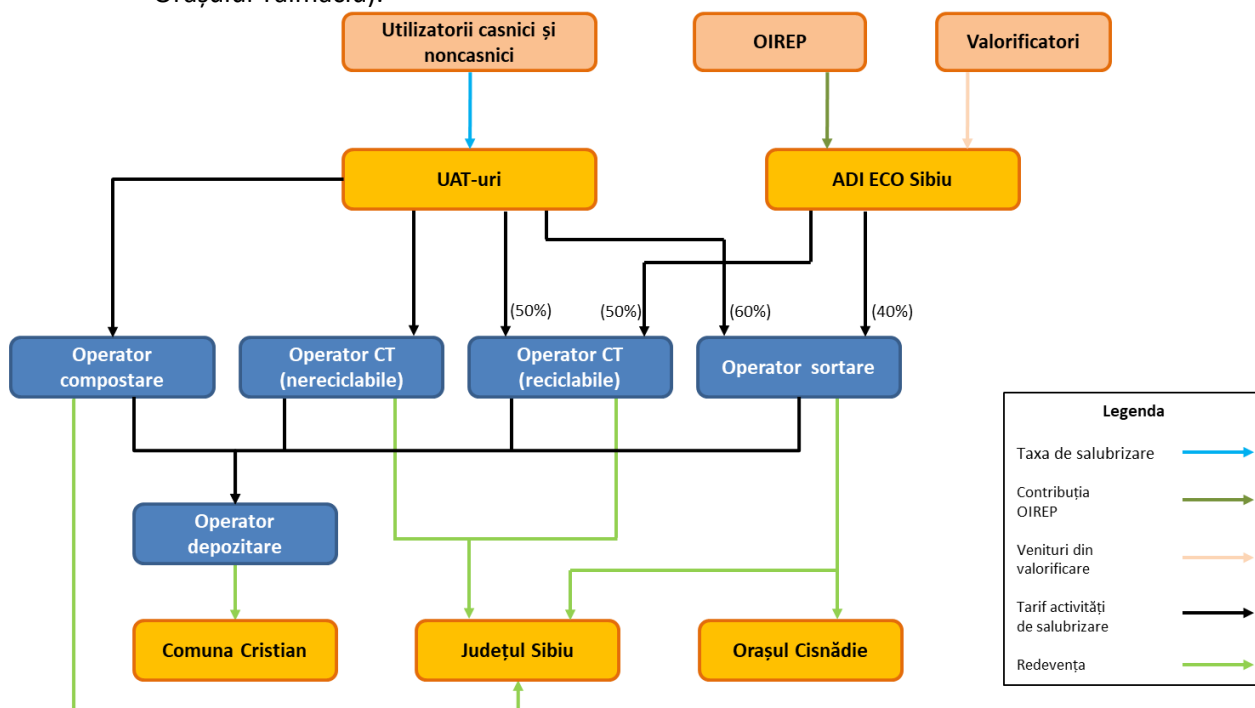 Orașului Tălmaciu).
Utilizatorii casnici și
noncasnici
OIREP
Valorificatori
UAT-uri
ADI ECO Sibiu
(50%)
(50%)
(60%)
(40%)
Operator
compostare
Operator CT
(nereciclabile)
Operator CT
(reciclabile)
Operator sortare
Operator
depozitare
Comuna Cristian
Județul Sibiu
Orașul Cisnădie
Legenda
Taxa de salubrizare
Contribuția
OIREP
Venituri din
valorificare
Tarif activități
de salubrizare
Redevența